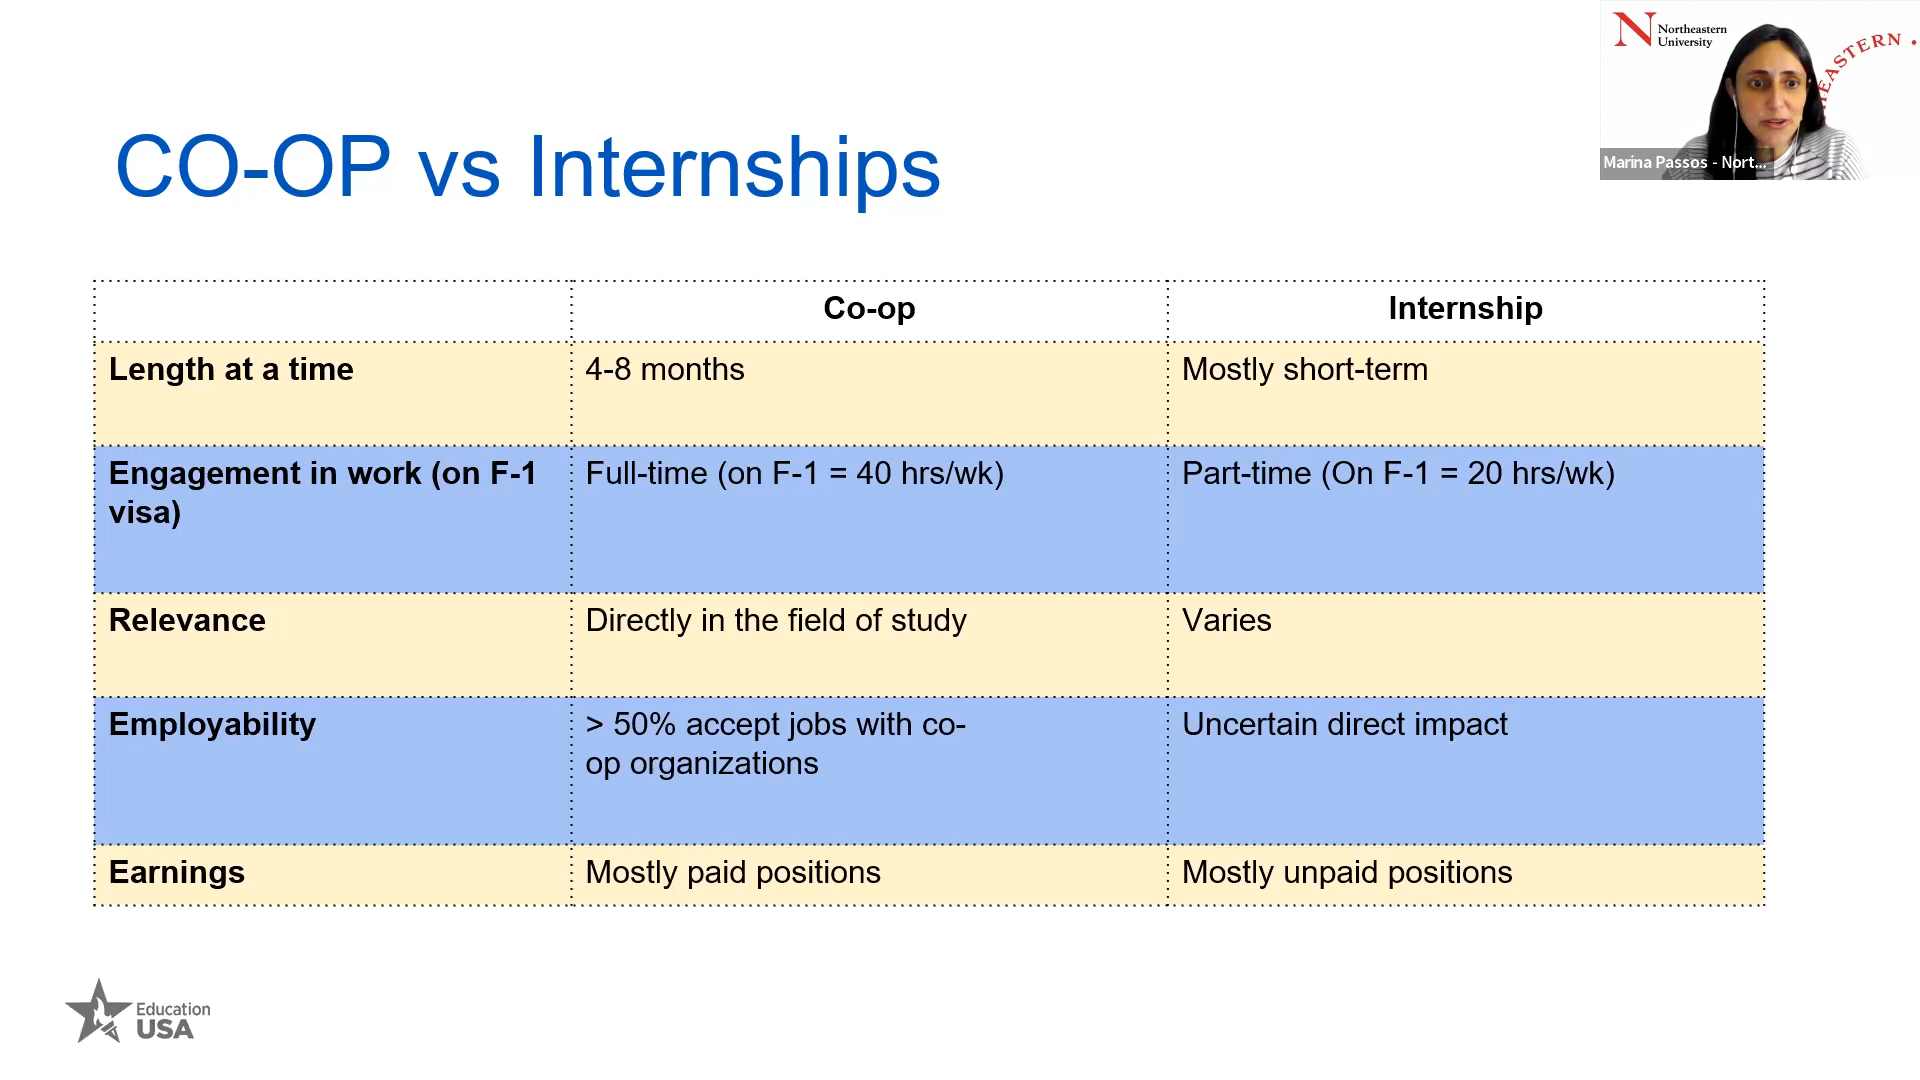 Northeastern
University
EASTERN
Marina Passos - Nort...
CO-OP vs Internships
Co-op
Internship
Length at a time
4-8 months
Mostly short-term
Engagement in work (on F-1
visa)
Full-time (on F-1 = 40 hrs/wk)
Part-time (On F-1 = 20 hrs/wk)
Relevance
Directly in the field of study
Varies
Employability
> 50% accept jobs with co-
op organizations
Uncertain direct impact
Earnings
Mostly paid positions
Mostly unpaid positions
Education
USA